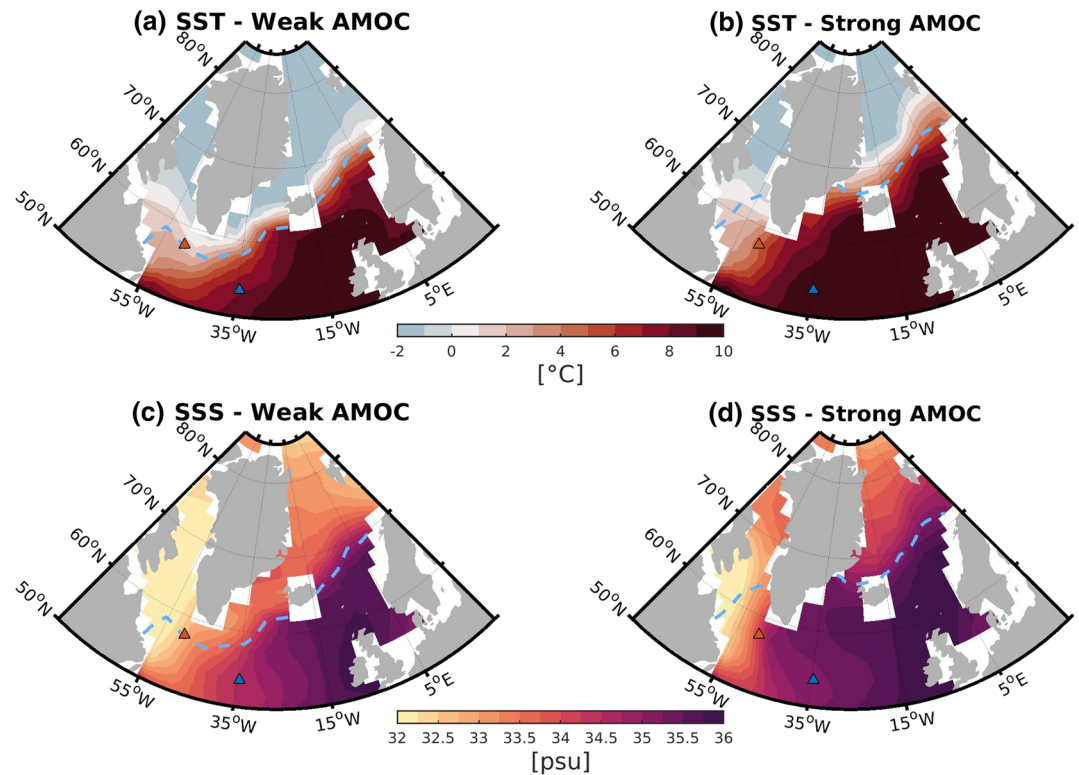 (a) SST - Weak AMOC
(b) SST - Strong AMOC
80°N
70°N
60°N
50°N
55°W
35°W
15°W
5°E
80°N
70°N
60°N
50°N
55°W
35°W
15°W
5°E
-2 0 2 4 6 8 10
[°C]
(c) SSS - Weak AMOC
(d) SSS - Strong AMOC
80°N
70°N
60°N
50°N
55°W
35°W
15°W
5°E
80°N
70°N
60°N
50°N
55°W
35°W
15°W
5°E
32 32.5 33 33.5 34 34.5 35 35.5 36
[psu]